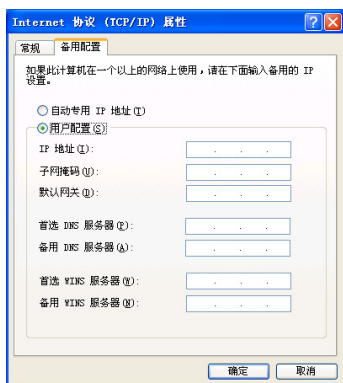 Internet 协议 (TCP/IP) 属性
常规 备用配置
如果此计算机在一个以上的网络上使用，请在下面输入备用的 IP
设置。
自动专用 IP 地址(T)
用户配置(S)
IP 地址(I):
子网掩码(U):
默认网关(D):
首选 DNS 服务器(P):
备用 DNS 服务器(A):
首选 WINS 服务器(W):
备用 WINS 服务器(N):
确定 取消